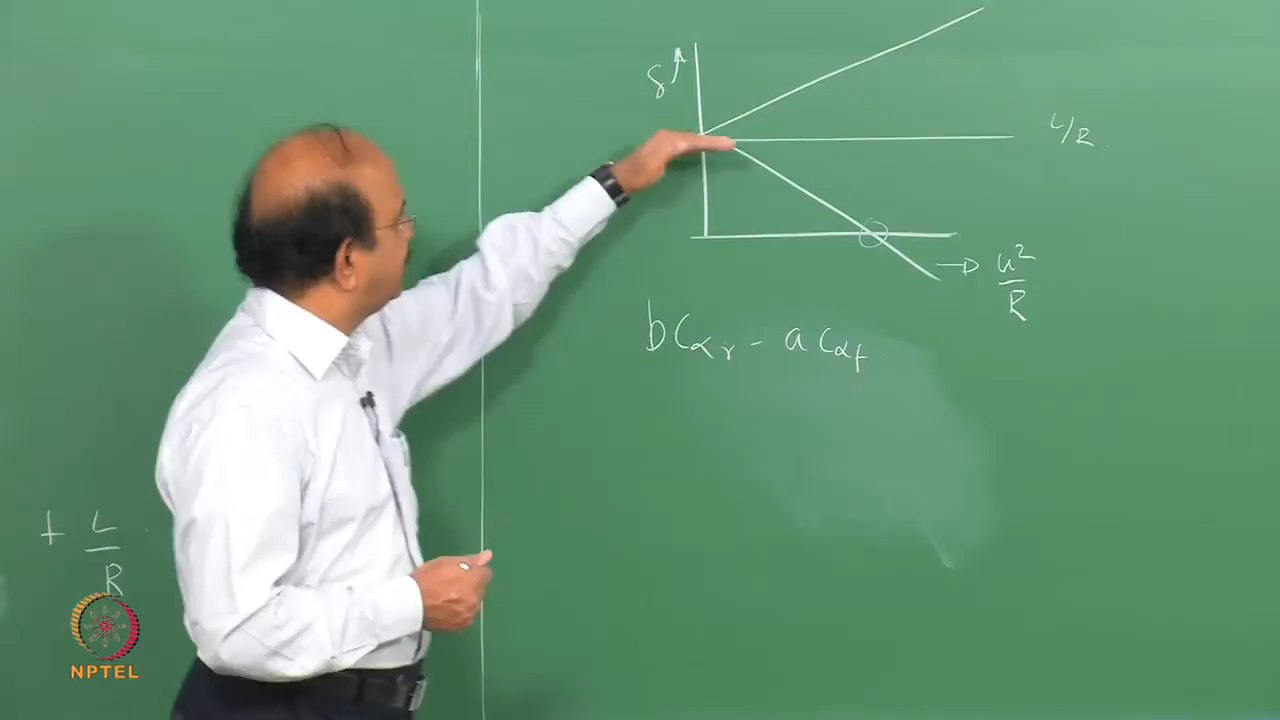 δ
L/R
u²
R
bCαr - aCαf
+ L
R
NPTEL